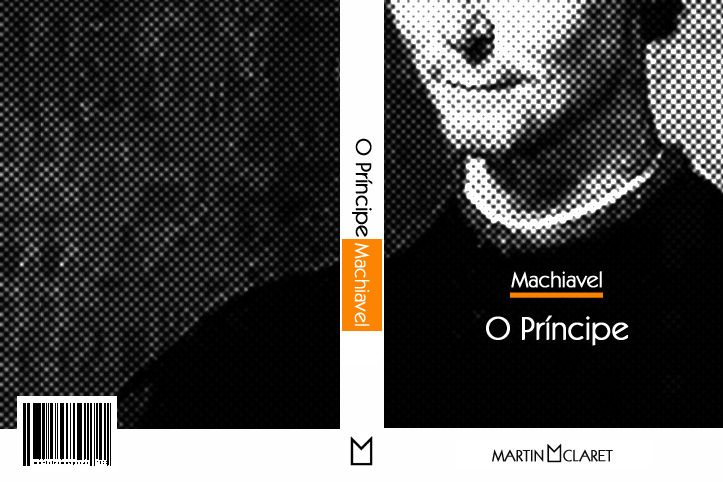 O Príncipe
Machiavel
Machiavel
O Príncipe
MARTIN CLARET